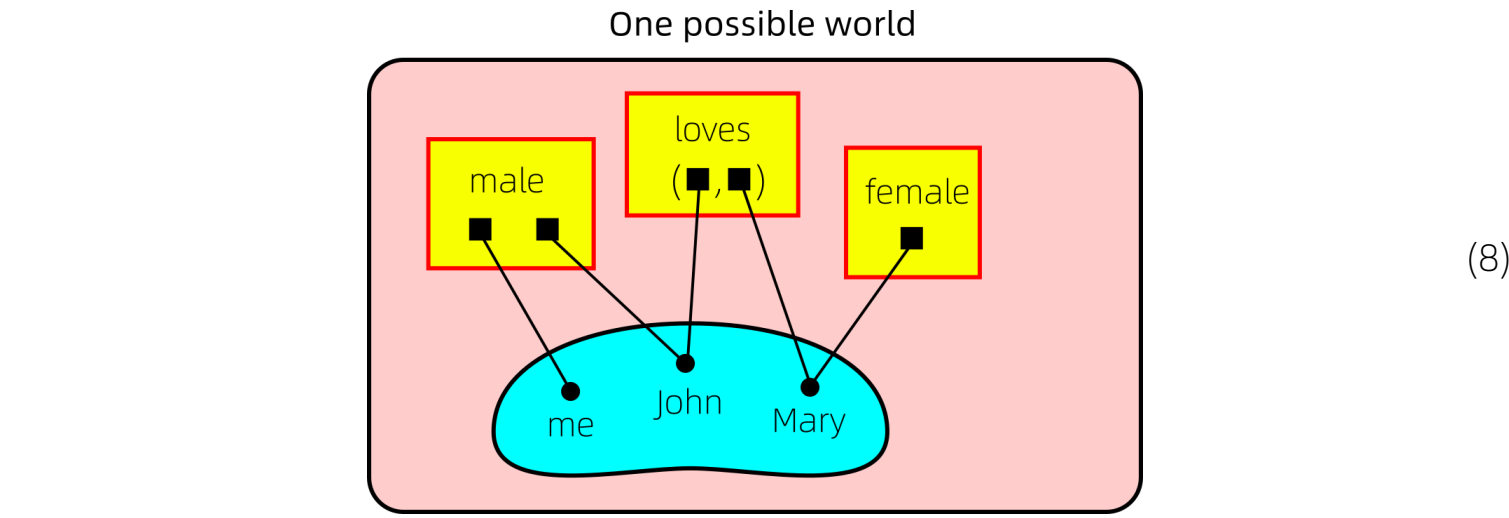 One possible world
loves
( , )
male
female
(8)
John
me
Mary